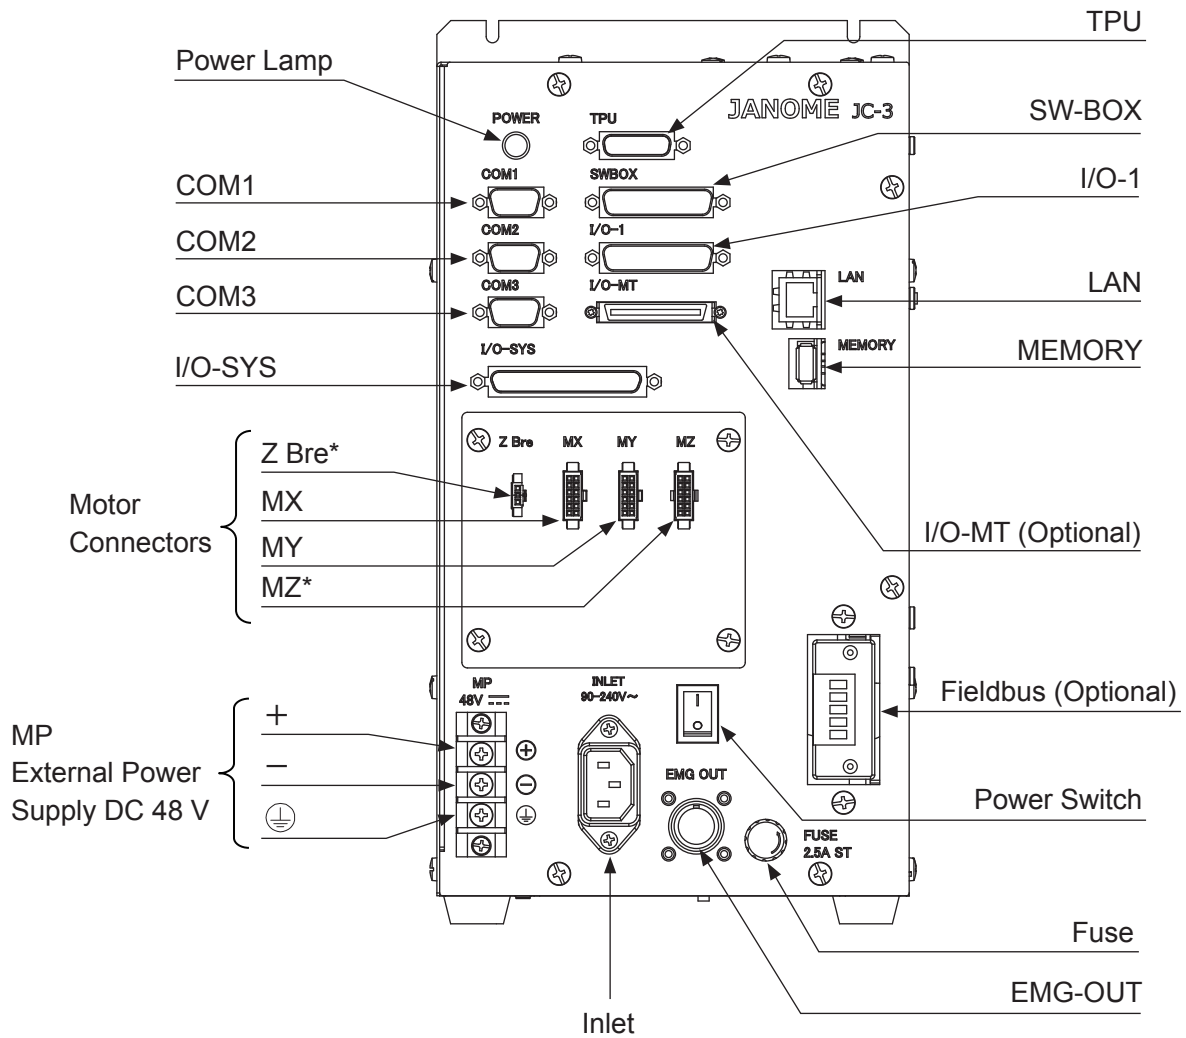 TPU
Power Lamp
SW-BOX
COM1
I/O-1
COM2
COM3
LAN
I/O-SYS
MEMORY
JANOME JC-3
POWER
TPU
COM1
SWBOX
COM2
I/O-1
LAN
COM3
I/O-MT
MEMORY
I/O-SYS
Z Bre
MX
MY
MZ
Motor
Connectors
Z Bre*
MX
MY
MZ*
I/O-MT (Optional)
Fieldbus (Optional)
MP
48V
INLET
90-240V~
MP
External Power
Supply DC 48 V
+
−
+
−
EMG OUT
Power Switch
FUSE
2.5A ST
Fuse
EMG-OUT
Inlet